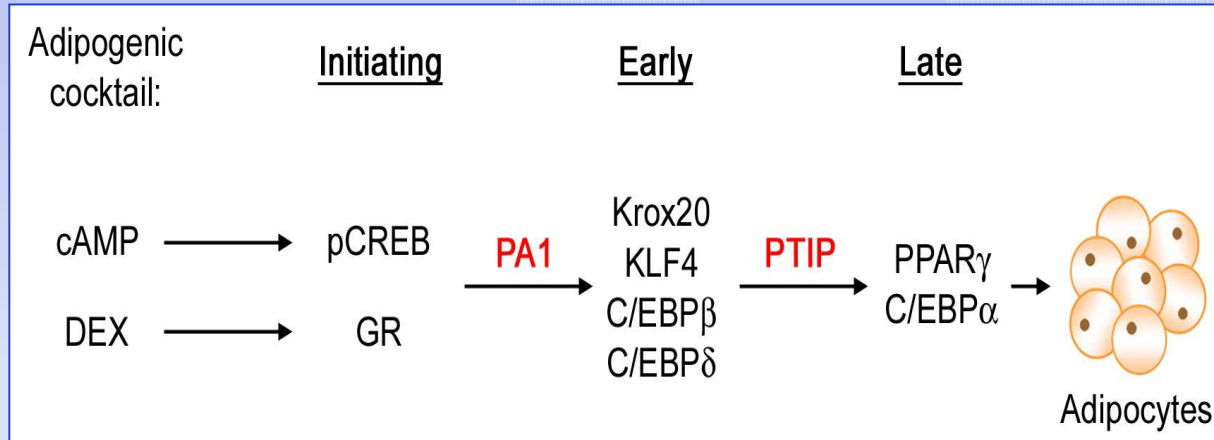 Adipogenic
cocktail:
Initiating
Early
Late
cAMP
pCREB
DEX
GR
PA1
Krox20
KLF4
C/EBPβ
C/EBPδ
PTIP
PPARγ
C/EBPα
Adipocytes